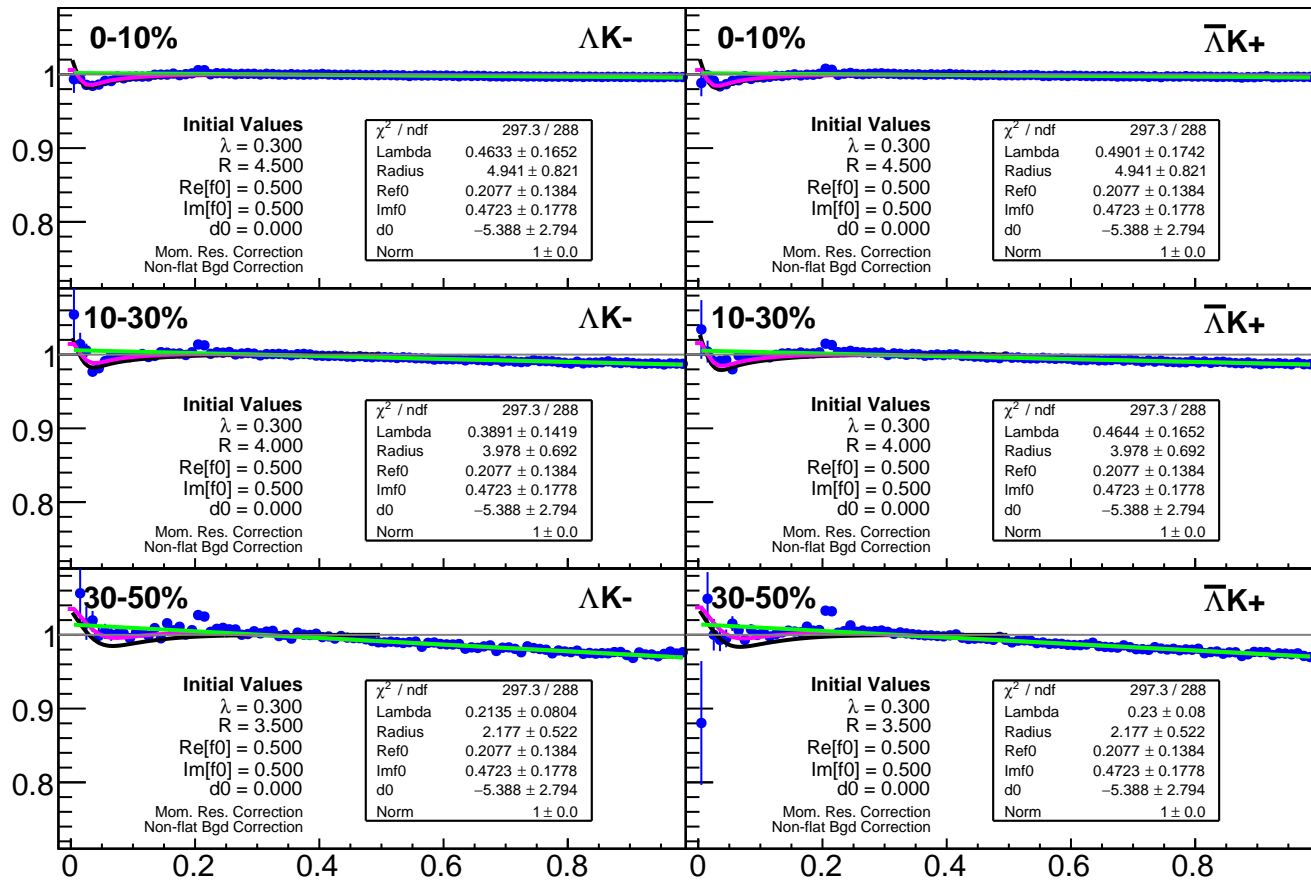 0-10% ΛK-
1
0.9
0.8
Initial Values
λ = 0.300
R = 4.500
Re[f0] = 0.500
Im[f0] = 0.500
d0 = 0.000
Mom. Res. Correction
Non-flat Bgd Correction
χ² / ndf 297.3 / 288
Lambda 0.4633 ± 0.1652
Radius 4.941 ± 0.821
Ref0 0.2077 ± 0.1384
Imf0 0.4723 ± 0.1778
d0 −5.388 ± 2.794
Norm 1 ± 0.0
0-10% Λ̅K+
Initial Values
λ = 0.300
R = 4.500
Re[f0] = 0.500
Im[f0] = 0.500
d0 = 0.000
Mom. Res. Correction
Non-flat Bgd Correction
χ² / ndf 297.3 / 288
Lambda 0.4901 ± 0.1742
Radius 4.941 ± 0.821
Ref0 0.2077 ± 0.1384
Imf0 0.4723 ± 0.1778
d0 −5.388 ± 2.794
Norm 1 ± 0.0
10-30% ΛK-
1
0.9
0.8
Initial Values
λ = 0.300
R = 4.000
Re[f0] = 0.500
Im[f0] = 0.500
d0 = 0.000
Mom. Res. Correction
Non-flat Bgd Correction
χ² / ndf 297.3 / 288
Lambda 0.3891 ± 0.1419
Radius 3.978 ± 0.692
Ref0 0.2077 ± 0.1384
Imf0 0.4723 ± 0.1778
d0 −5.388 ± 2.794
Norm 1 ± 0.0
10-30% Λ̅K+
Initial Values
λ = 0.300
R = 4.000
Re[f0] = 0.500
Im[f0] = 0.500
d0 = 0.000
Mom. Res. Correction
Non-flat Bgd Correction
χ² / ndf 297.3 / 288
Lambda 0.4644 ± 0.1652
Radius 3.978 ± 0.692
Ref0 0.2077 ± 0.1384
Imf0 0.4723 ± 0.1778
d0 −5.388 ± 2.794
Norm 1 ± 0.0
30-50% ΛK-
1
0.9
0.8
Initial Values
λ = 0.300
R = 3.500
Re[f0] = 0.500
Im[f0] = 0.500
d0 = 0.000
Mom. Res. Correction
Non-flat Bgd Correction
χ² / ndf 297.3 / 288
Lambda 0.2135 ± 0.0804
Radius 2.177 ± 0.522
Ref0 0.2077 ± 0.1384
Imf0 0.4723 ± 0.1778
d0 −5.388 ± 2.794
Norm 1 ± 0.0
30-50% Λ̅K+
Initial Values
λ = 0.300
R = 3.500
Re[f0] = 0.500
Im[f0] = 0.500
d0 = 0.000
Mom. Res. Correction
Non-flat Bgd Correction
χ² / ndf 297.3 / 288
Lambda 0.23 ± 0.08
Radius 2.177 ± 0.522
Ref0 0.2077 ± 0.1384
Imf0 0.4723 ± 0.1778
d0 −5.388 ± 2.794
Norm 1 ± 0.0
0 0.2 0.4 0.6 0.8 0 0.2 0.4 0.6 0.8